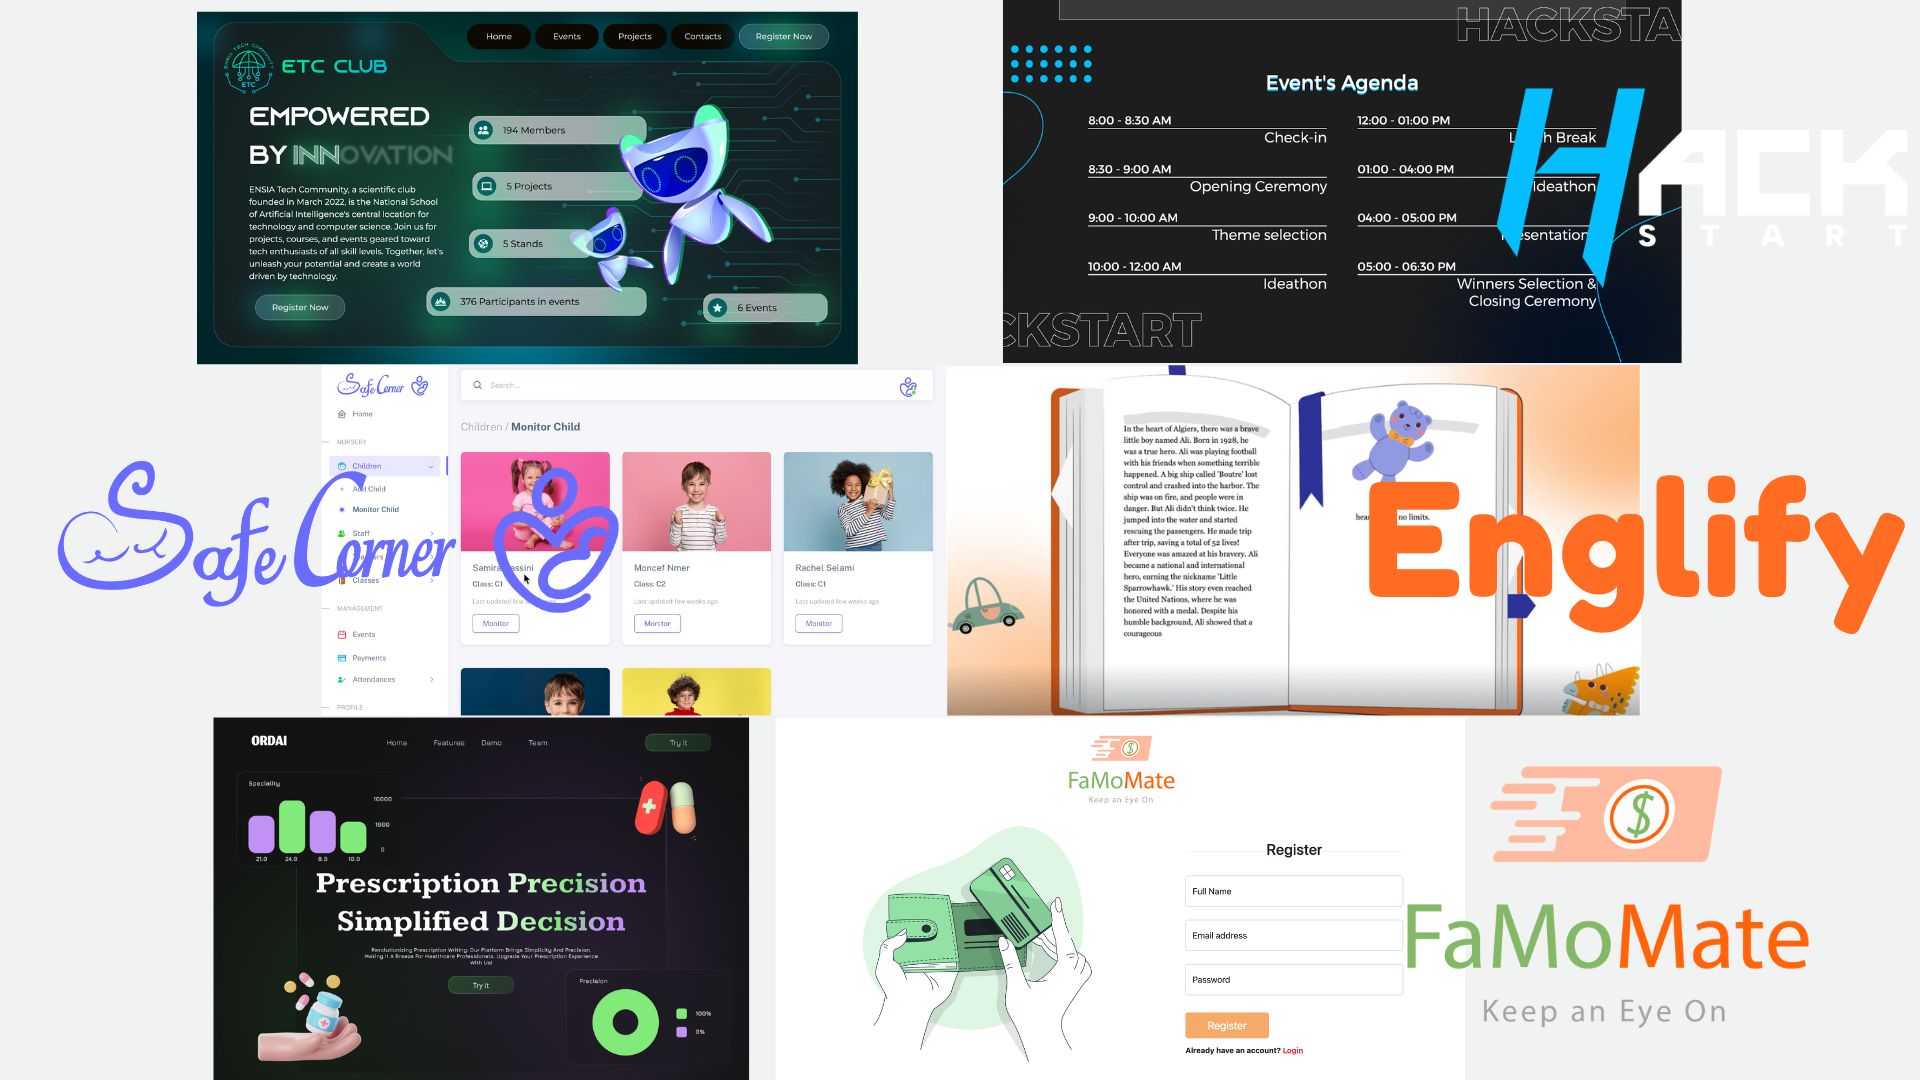 Home
Events
Projects
Contacts
Register Now
ENSIA TECH COMMUNITY
ETC
ETC CLUB
EMPOWERED
BY INNOVATION
ENSIA Tech Community, a scientific club
founded in March 2022, is the National School
of Artificial Intelligence's central location for
technology and computer science. Join us for
projects, courses, and events geared toward
tech enthusiasts of all skill levels. Together, let's
unleash your potential and create a world
driven by technology.
Register Now
194 Members
5 Projects
5 Stands
376 Participants in events
6 Events
HACKSTA
Event's Agenda
8:00 - 8:30 AM
Check-in
8:30 - 9:00 AM
Opening Ceremony
9:00 - 10:00 AM
Theme selection
10:00 - 12:00 AM
Ideathon
12:00 - 01:00 PM
Break
01:00 - 04:00 PM
Ideathon
04:00 - 05:00 PM
05:00 - 06:30 PM
Winners Selection &
Closing Ceremony
CKSTART
HACK
START
Safe Corner
Home
NURSERY
Children
Add Child
Monitor Child
Staff
Classes
MANAGEMENT
Events
Payments
Attendances
PROFILE
Safe Corner
Search...
Children / Monitor Child
Samira
Class: C1
Last updated few
Monitor
Moncef Nmer
Class: C2
Last updated few weeks ago
Monitor
Rachel Selami
Class: C1
Last updated few weeks ago
Monitor
In the heart of Algiers, there was a brave
little boy named Ali. Born in 1928, he
was a true hero. Ali was playing football
with his friends when something terrible
happened. A big ship called 'Boutre' lost
control and crashed into the harbor. The
ship was on fire, and people were in
danger. But Ali didn't think twice. He
jumped into the water and started
rescuing the passengers. He made trip
after trip, saving a total of 52 lives!
Everyone was amazed at his bravery. Ali
became a national and international
hero, earning the nickname 'Little
Sparrowhawk.' His story even reached
the United Nations, where he was
honored with a medal. Despite his
humble background, Ali showed that a
courageous
no limits.
Englify
ORDAI
Home
Features
Demo
Team
Try it
Speciality
10000
1000
0
21.0
24.0
8.0
10.0
Prescription Precision
Simplified Decision
Revolutionizing Prescription Writing: Our Platform Brings Simplicity And Precision,
Making It A Breeze For Healthcare Professionals. Upgrade Your Prescription Experience
With Us!
Try it
Precision
100%
0%
$
FaMoMate
Keep an Eye On
Register
Full Name
Email address
Password
Register
Already have an account? Login
$
FaMoMate
Keep an Eye On